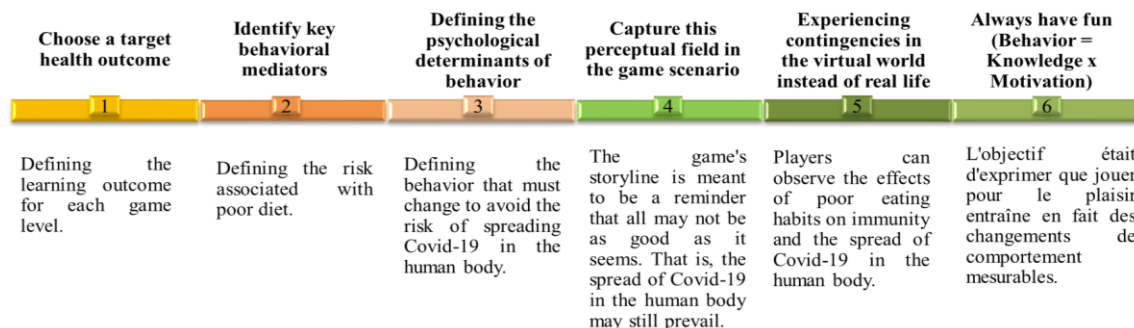 Choose a target
health outcome
Identify key
behavioral
mediators
Defining the
psychological
determinants of
behavior
Capture this
perceptual field in
the game scenario
Experiencing
contingencies in
the virtual world
instead of real life
Always have fun
(Behavior =
Knowledge x
Motivation)
1
2
3
4
5
6
Defining the
learning outcome
for each game
level.
Defining the risk
associated with
poor diet.
Defining the
behavior that must
change to avoid the
risk of spreading
Covid-19 in the
human body.
The game's
storyline is meant
to be a reminder
that all may not be
as good as it
seems. That is, the
spread of Covid-19
in the human body
may still prevail.
Players can
observe the effects
of poor eating
habits on immunity
and the spread of
Covid-19 in the
human body.
L'objectif était
d'exprimer que jouer
pour le plaisir
entraîne en fait des
changements de
comportement
mesurables.